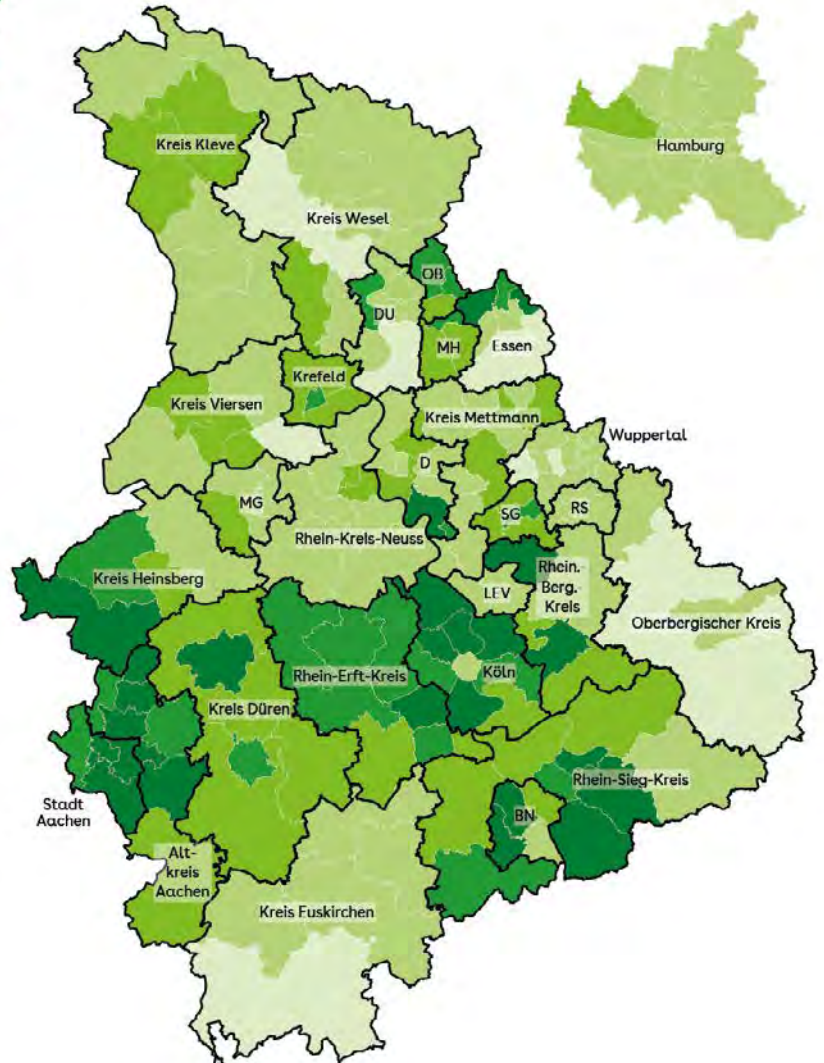 Hamburg
Kreis Kleve
Kreis Wesel
OB
DU
MH
Essen
Krefeld
Kreis Viersen
Kreis Mettmann
Wuppertal
D
MG
SG
RS
Rhein-Kreis-Neuss
Kreis Heinsberg
LEV
Rhein.
Berg.
Kreis
Oberbergischer Kreis
Rhein-Erft-Kreis
Köln
Kreis Düren
Rhein-Sieg-Kreis
Stadt
Aachen
BN
Alt-
kreis
Aachen
Kreis Euskirchen